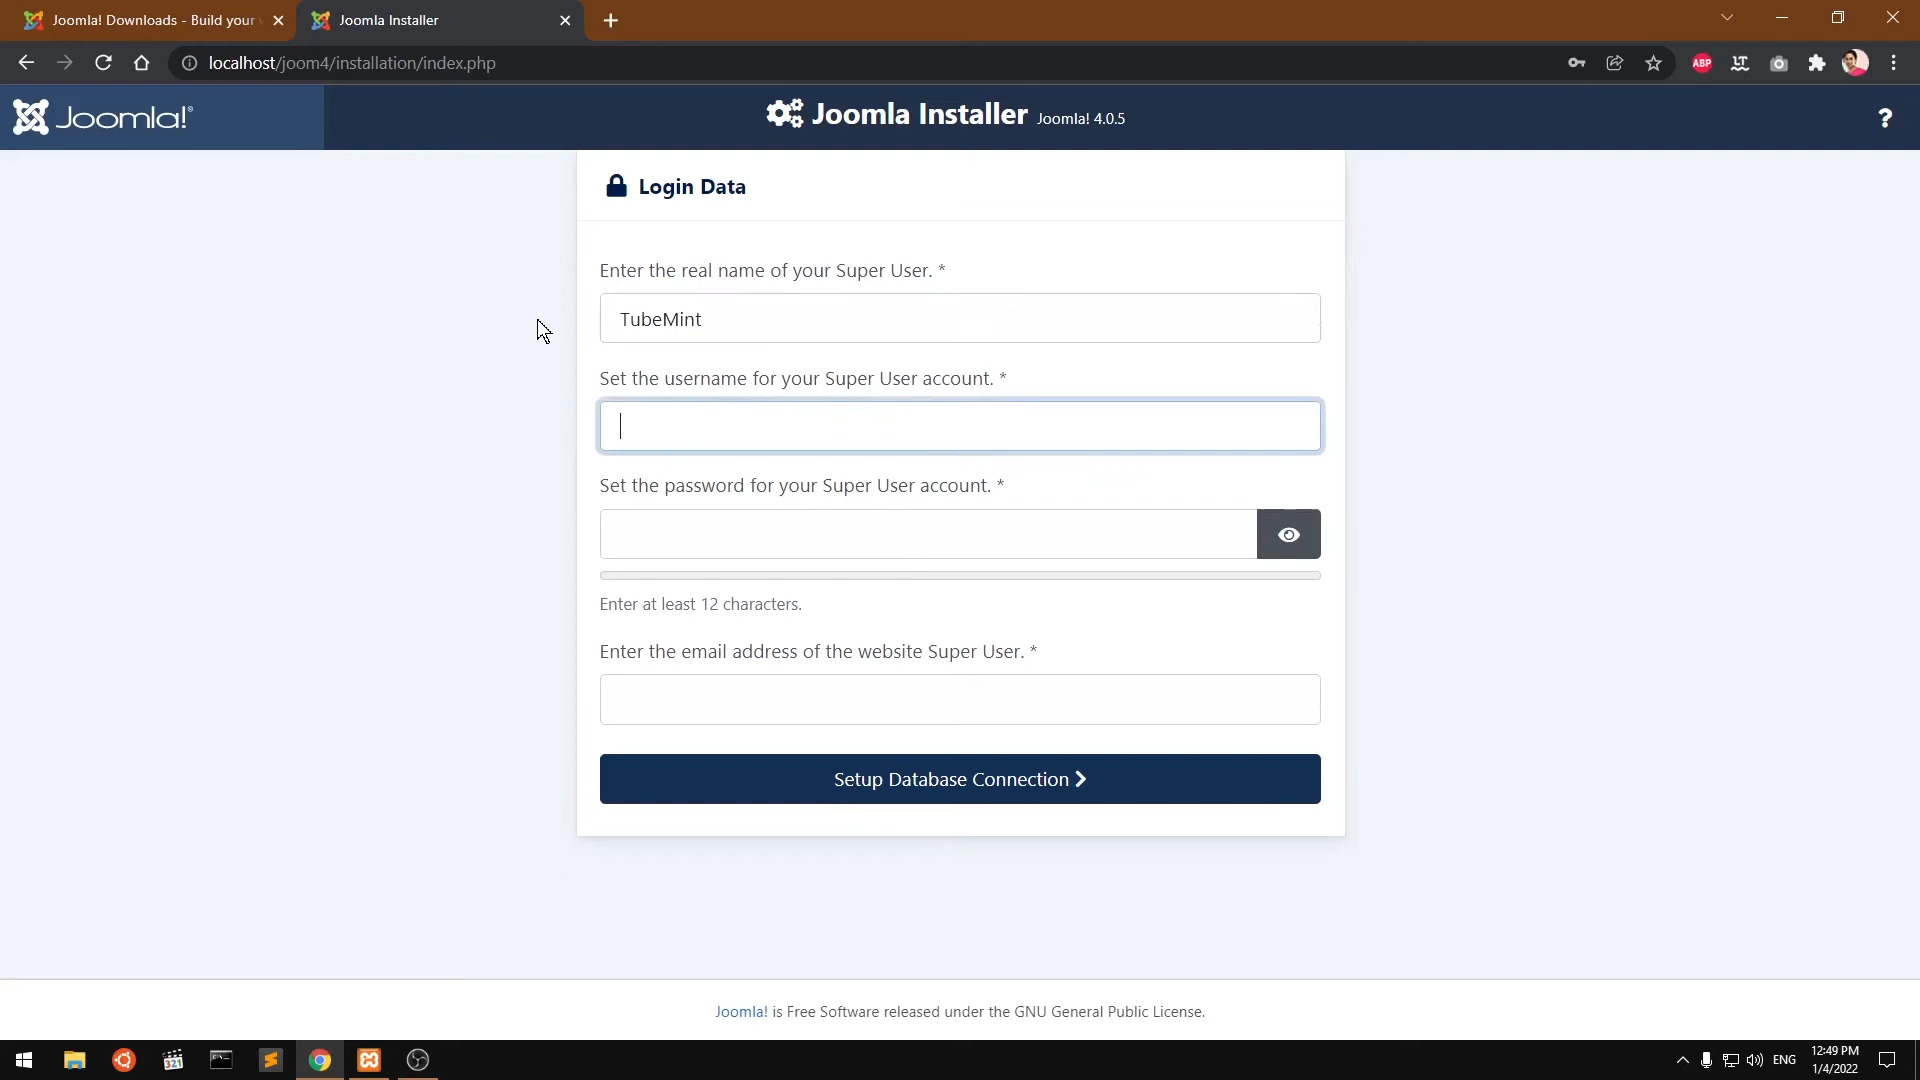 Joomla! Downloads - Build your
Joomla Installer
localhost/joom4/installation/index.php
ABP
Joomla!®
Joomla Installer Joomla! 4.0.5
?
Login Data
Enter the real name of your Super User. *
TubeMint
Set the username for your Super User account. *
Set the password for your Super User account. *
Enter at least 12 characters.
Enter the email address of the website Super User. *
Setup Database Connection
Joomla! is Free Software released under the GNU General Public License.
321
ENG
12:49 PM
1/4/2022